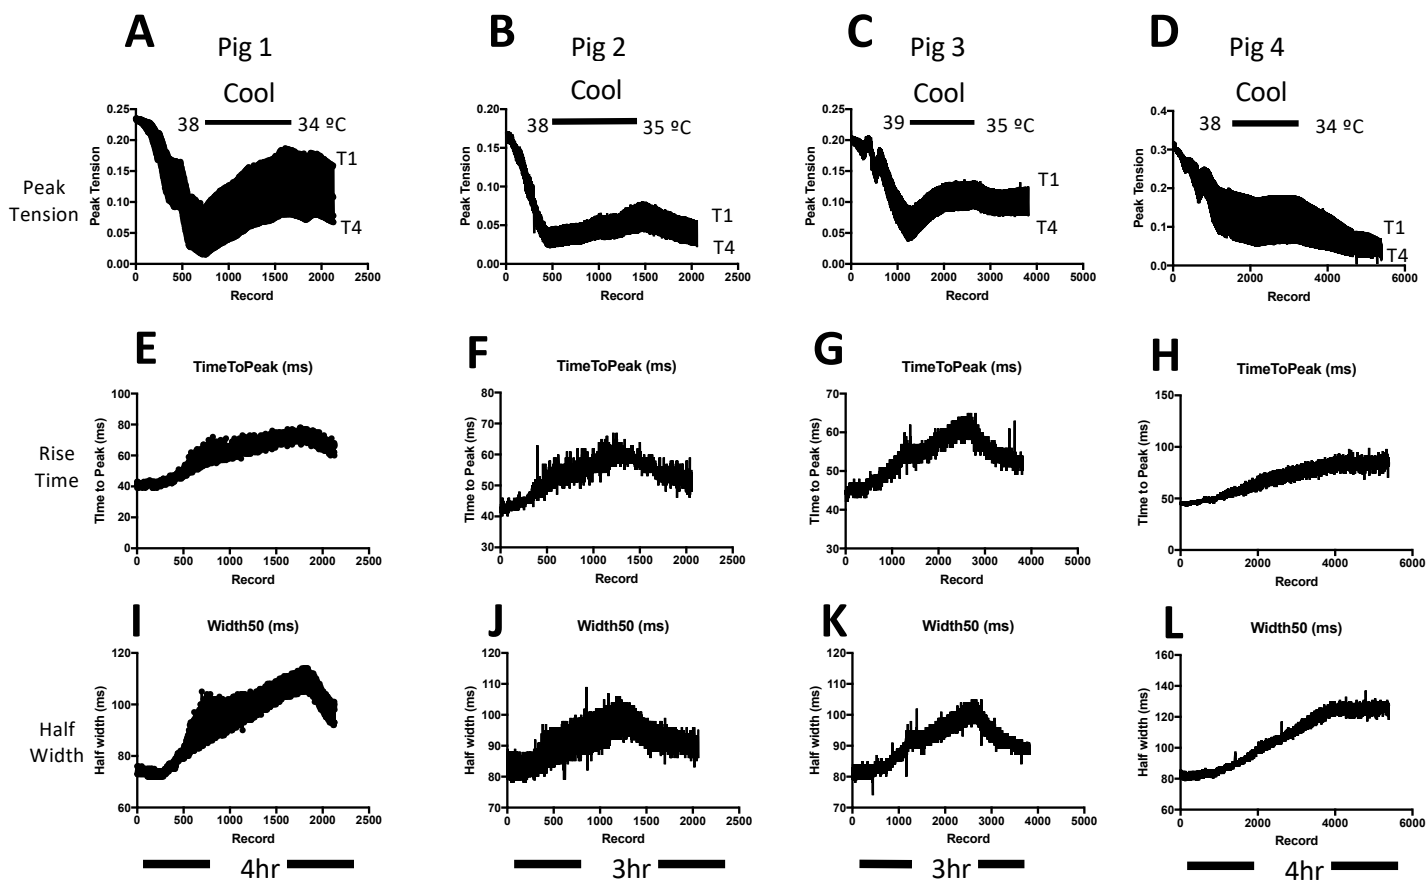 A
B
C
D
Pig 1
Pig 2
Pig 3
Pig 4
Cool
Cool
Cool
Cool
38
34 ºC
38
35 ºC
39
35 ºC
38
34 ºC
Peak
Tension
Peak Tension
0.25
0.20
0.15
0.10
0.05
0.00
T1
T4
0
500
1000
1500
2000
2500
Record
Peak Tension
0.20
0.15
0.10
0.05
0.00
T1
T4
0
500
1000
1500
2000
2500
Record
Peak Tension
0.25
0.20
0.15
0.10
0.05
0.00
T1
T4
0
1000
2000
3000
4000
5000
Record
Peak Tension
0.4
0.3
0.2
0.1
0.0
T1
T4
0
2000
4000
6000
Record
E
F
G
H
TimeToPeak (ms)
TimeToPeak (ms)
TimeToPeak (ms)
TimeToPeak (ms)
Rise
Time
TIme to Peak (ms)
100
80
60
40
20
0
0
500
1000
1500
2000
2500
Record
TIme to Peak (ms)
80
70
60
50
40
30
0
500
1000
1500
2000
2500
Record
TIme to Peak (ms)
70
60
50
40
30
0
1000
2000
3000
4000
5000
Record
TIme to Peak (ms)
150
100
50
0
0
2000
4000
6000
Record
I
J
K
L
Width50 (ms)
Width50 (ms)
Width50 (ms)
Width50 (ms)
Half
Width
Half width (ms)
120
100
80
60
0
500
1000
1500
2000
2500
Record
Half width (ms)
120
110
100
90
80
70
0
500
1000
1500
2000
2500
Record
Half width (ms)
120
110
100
90
80
70
0
1000
2000
3000
4000
5000
Record
Half width (ms)
160
140
120
100
80
60
0
2000
4000
6000
Record
4hr
3hr
3hr
4hr